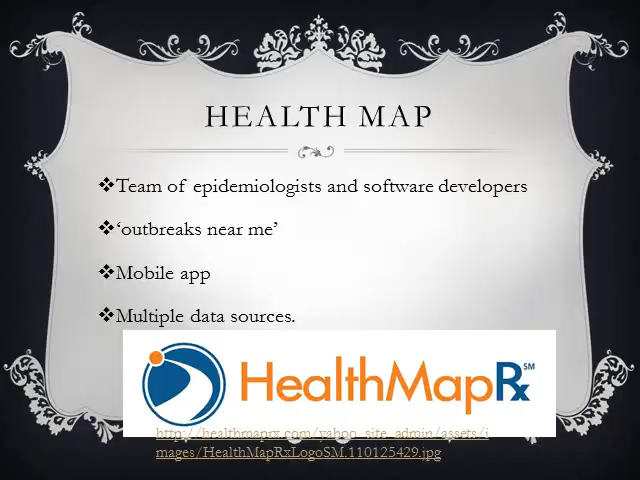 HEALTH MAP
❖Team of epidemiologists and software developers
❖‘outbreaks near me’
❖Mobile app
❖Multiple data sources.
HealthMapRx SM
http://healthmaprx.com/yahoo_site_admin/assets/i
mages/HealthMapRxLogoSM.110125429.jpg